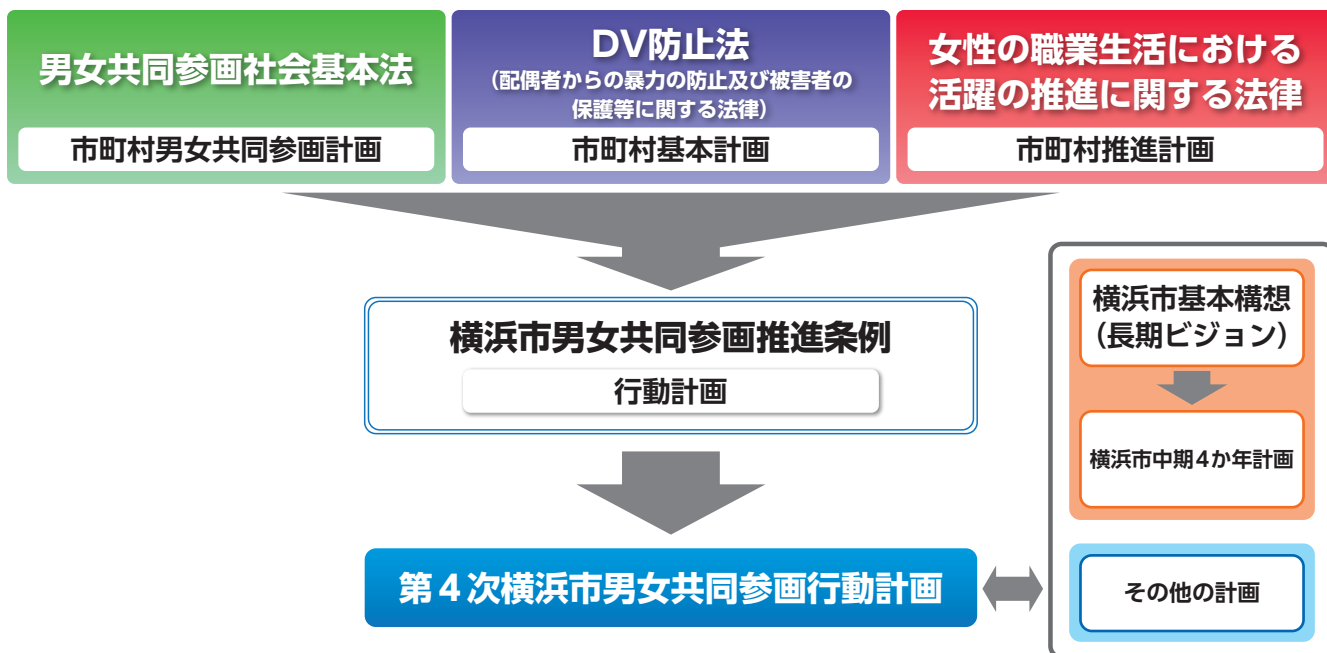 男女共同参画社会基本法
市町村男女共同参画計画
DV防止法
(配偶者からの暴力の防止及び被害者の
保護等に関する法律)
市町村基本計画
女性の職業生活における
活躍の推進に関する法律
市町村推進計画
横浜市男女共同参画推進条例
行動計画
第4次横浜市男女共同参画行動計画
横浜市基本構想
(長期ビジョン)
横浜市中期4か年計画
その他の計画